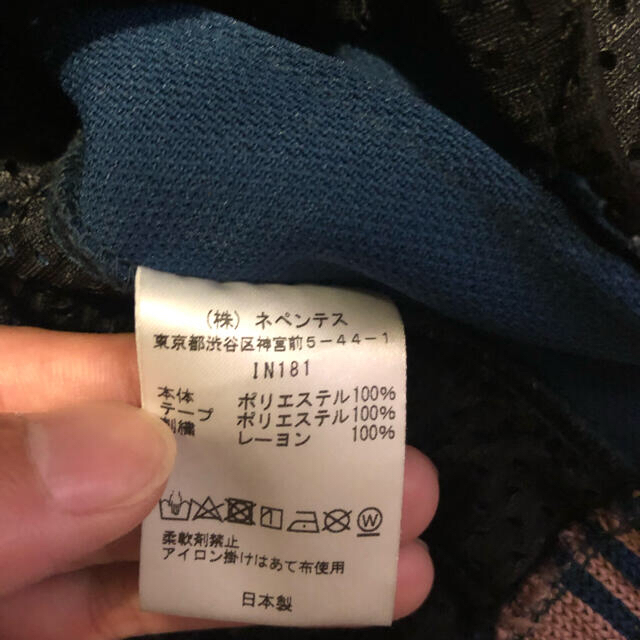 (株) ネペンテス
東京都渋谷区神宮前5-44-1
IN181
本体 ポリエステル100%
テープ ポリエステル100%
刺繍 レーヨン 100%
W
柔軟剤禁止
アイロン掛けはあて布使用
日本製